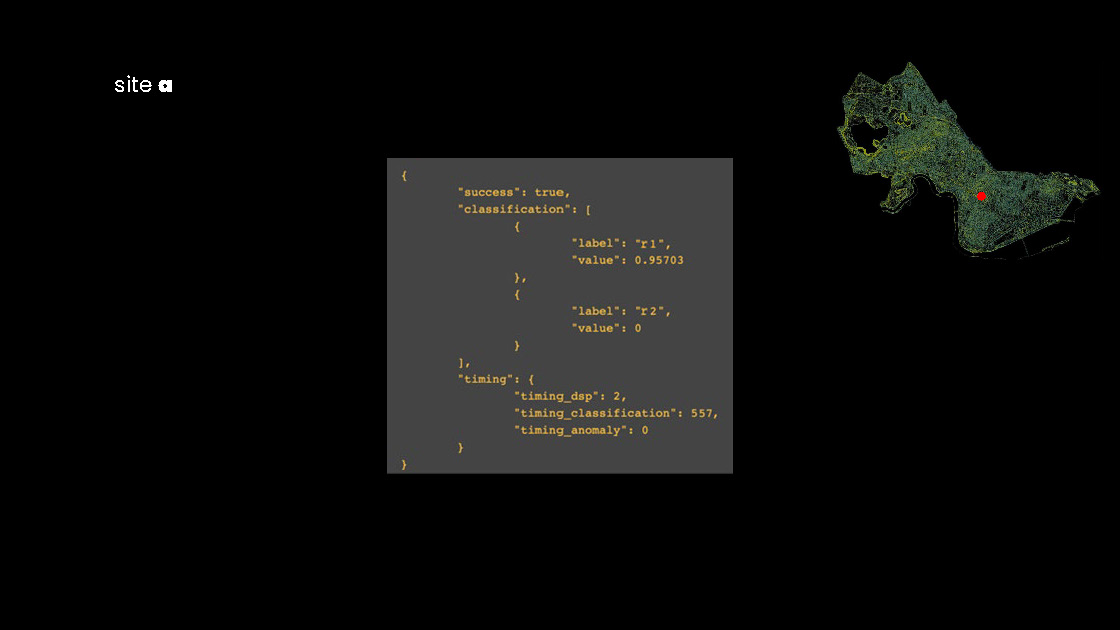 site a
{
"success": true,
"classification": [
{
"label": "r1",
"value": 0.95703
},
{
"label": "r2",
"value": 0
}
],
"timing": {
"timing_dsp": 2,
"timing_classification": 557,
"timing_anomaly": 0
}
}